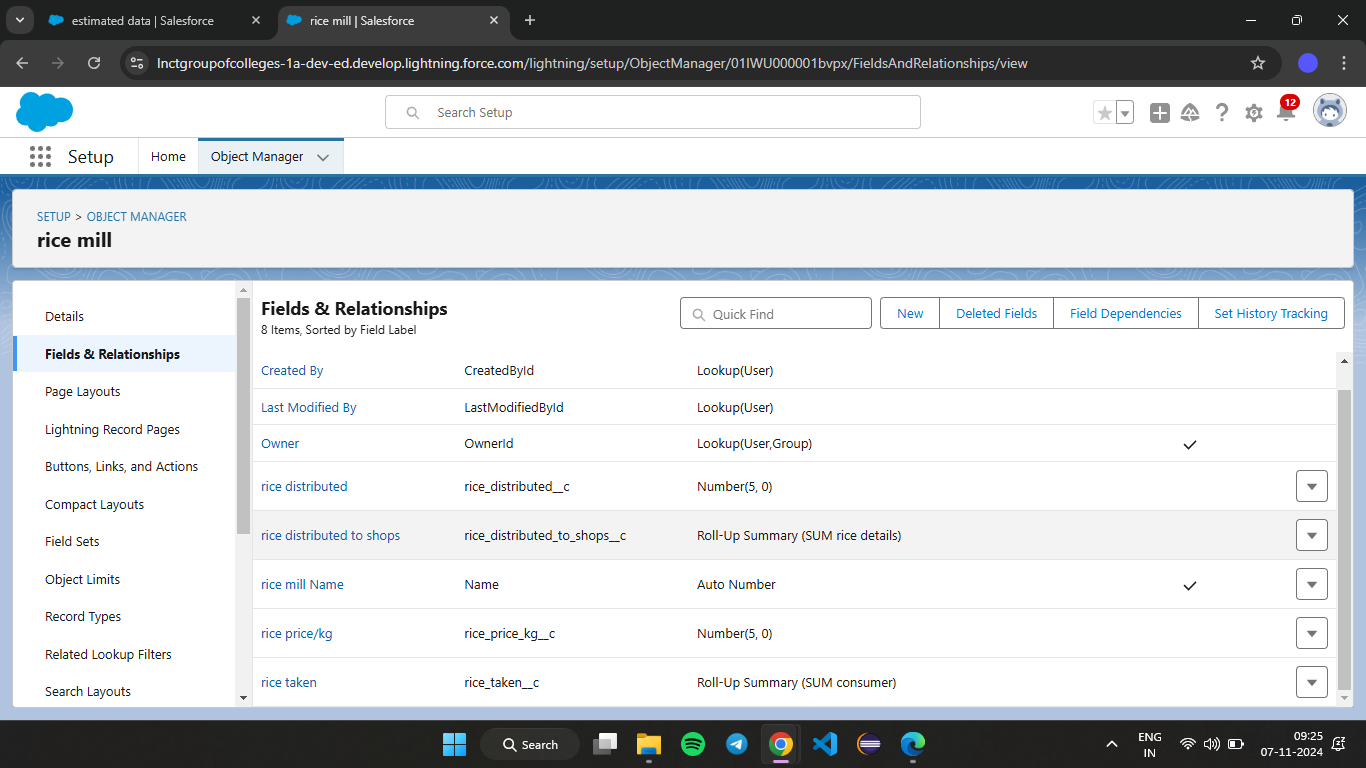 estimated data | Salesforce
rice mill | Salesforce
lnctgroupofcolleges-1a-dev-ed.develop.lightning.force.com/lightning/setup/ObjectManager/01IWU000001bvpx/FieldsAndRelationships/view
Search Setup
12
Setup
Home
Object Manager
SETUP > OBJECT MANAGER
rice mill
Details
Fields & Relationships
Page Layouts
Lightning Record Pages
Buttons, Links, and Actions
Compact Layouts
Field Sets
Object Limits
Record Types
Related Lookup Filters
Search Layouts
Fields & Relationships
8 Items, Sorted by Field Label
Quick Find
New
Deleted Fields
Field Dependencies
Set History Tracking
Created By CreatedById Lookup(User)
Last Modified By LastModifiedById Lookup(User)
Owner OwnerId Lookup(User,Group)
rice distributed rice_distributed__c Number(5, 0)
rice distributed to shops rice_distributed_to_shops__c Roll-Up Summary (SUM rice details)
rice mill Name Name Auto Number
rice price/kg rice_price_kg__c Number(5, 0)
rice taken rice_taken__c Roll-Up Summary (SUM consumer)
Search
ENG
IN
09:25
07-11-2024